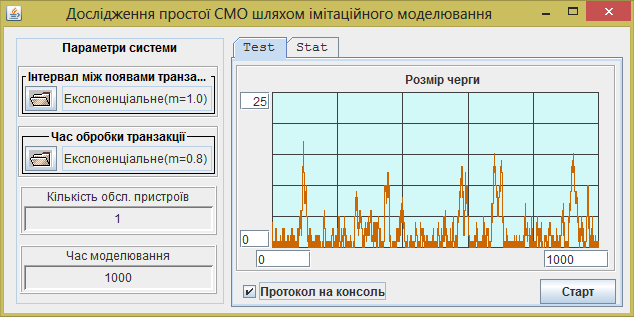 Дослідження простої СМО шляхом імітаційного моделювання
Параметри системи
Інтервал між появами транза...
Експоненціальне(m=1.0)
Час обробки транзакції
Експоненціальне(m=0.8)
Кількість обсл. пристроїв
1
Час моделювання
1000
Test
Stat
Розмір черги
25
0
0
1000
Протокол на консоль
Старт